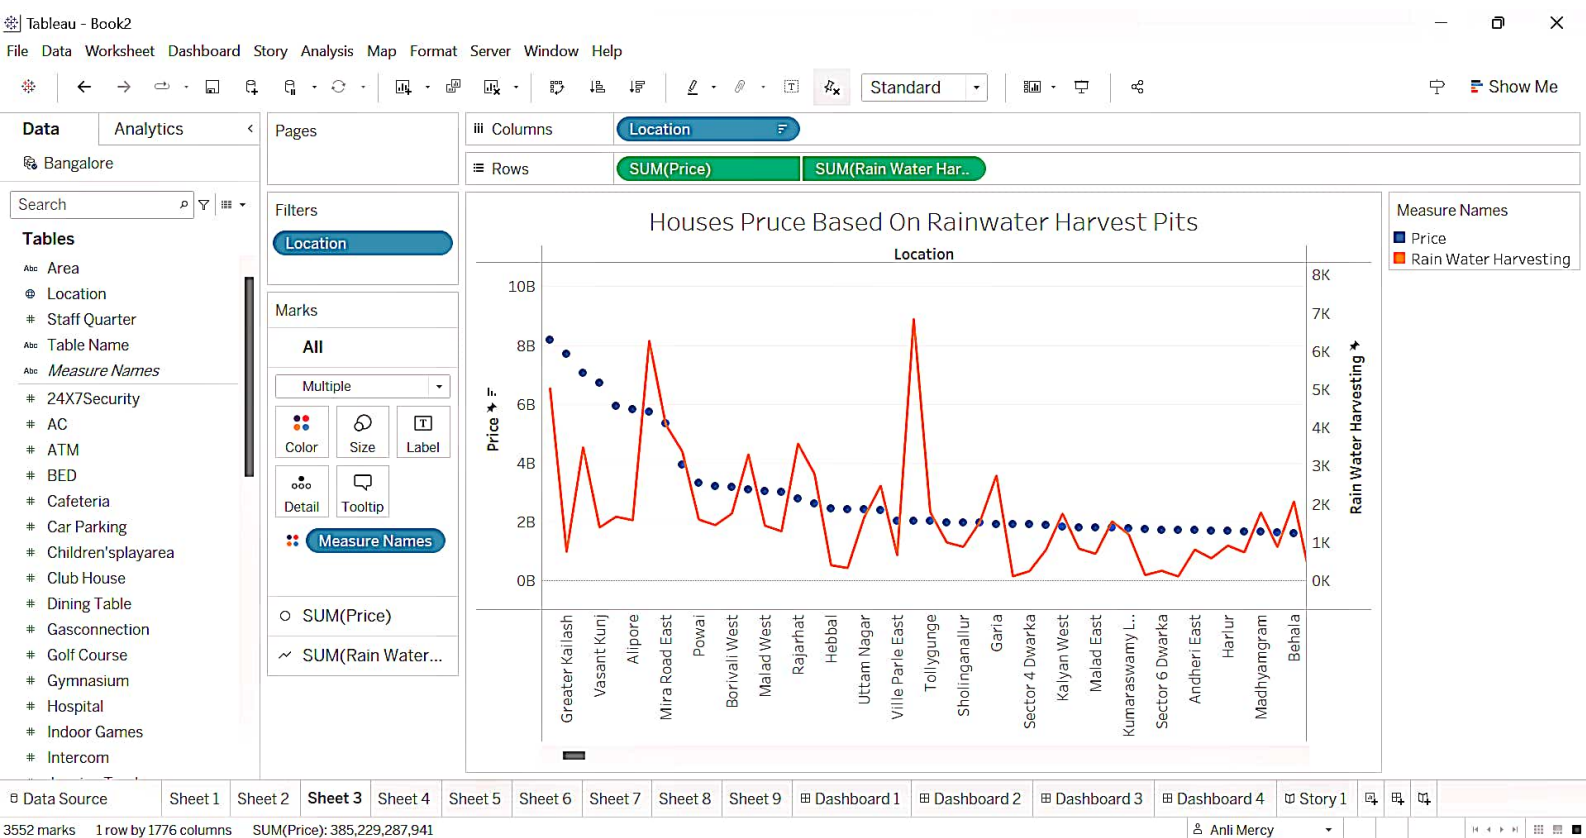 Tableau - Book2
File Data Worksheet Dashboard Story Analysis Map Format Server Window Help
Standard
Show Me
Data
Analytics
Bangalore
Search
Tables
Abc Area
Location
# Staff Quarter
Abc Table Name
Abc Measure Names
# 24X7Security
# AC
# ATM
# BED
# Cafeteria
# Car Parking
# Children'splayarea
# Club House
# Dining Table
# Gasconnection
# Golf Course
# Gymnasium
# Hospital
# Indoor Games
# Intercom
Pages
Filters
Location
Marks
All
Multiple
Color
Size
Label
Detail
Tooltip
Measure Names
SUM(Price)
SUM(Rain Water...
Columns
Location
Rows
SUM(Price)
SUM(Rain Water Har..
Houses Pruce Based On Rainwater Harvest Pits
Location
10B
8B
6B
4B
2B
0B
Price
8K
7K
6K
5K
4K
3K
2K
1K
0K
Rain Water Harvesting
Greater Kailash
Vasant Kunj
Alipore
Mira Road East
Powai
Borivali West
Malad West
Rajarhat
Hebbal
Uttam Nagar
Ville Parle East
Tollygunge
Sholinganallur
Garia
Sector 4 Dwarka
Kalyan West
Malad East
Kumaraswamy L..
Sector 6 Dwarka
Andheri East
Harlur
Madhyamgram
Behala
Measure Names
Price
Rain Water Harvesting
Data Source
Sheet 1
Sheet 2
Sheet 3
Sheet 4
Sheet 5
Sheet 6
Sheet 7
Sheet 8
Sheet 9
Dashboard 1
Dashboard 2
Dashboard 3
Dashboard 4
Story 1
3552 marks 1 row by 1776 columns SUM(Price): 385,229,287,941
Anli Mercy